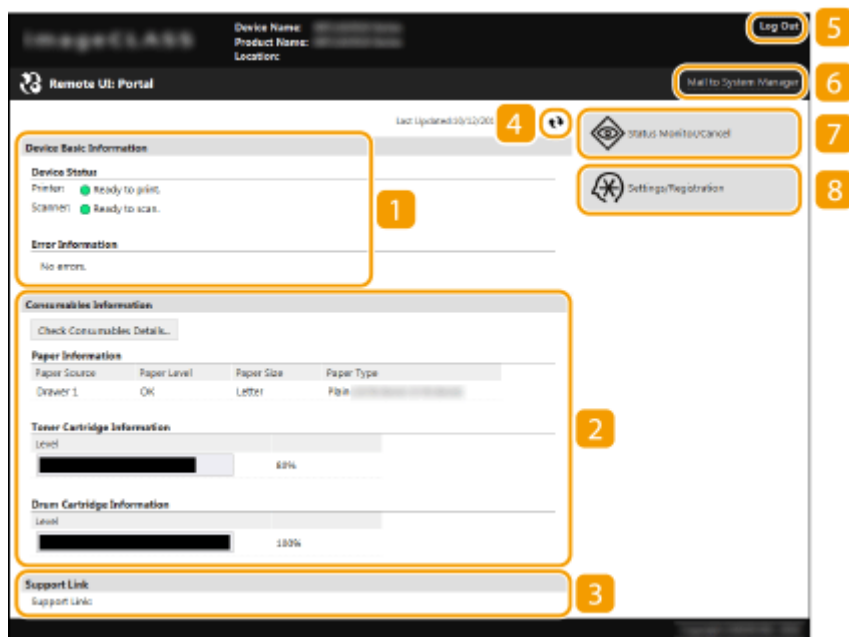 Device Name:
Product Name:
Location:
Log Out
5
Remote UI: Portal
Mail to System Manager
6
Last Updated:10/12/201
4
Status Monitor/Cancel
7
Device Basic Information
Device Status
Printer: Ready to print.
Scanner: Ready to scan.
1
Settings/Registration
8
Error Information
No errors.
Consumables Information
Check Consumables Details...
Paper Information
Paper Source Paper Level Paper Size Paper Type
Drawer 1 OK Letter Plain
Toner Cartridge Information
2
Level
80%
Drum Cartridge Information
Level
100%
Support Link
3
Support Link: